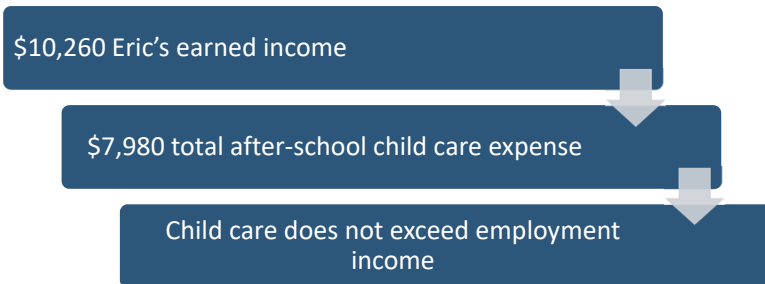 $10,260 Eric’s earned income
$7,980 total after-school child care expense
Child care does not exceed employment
income